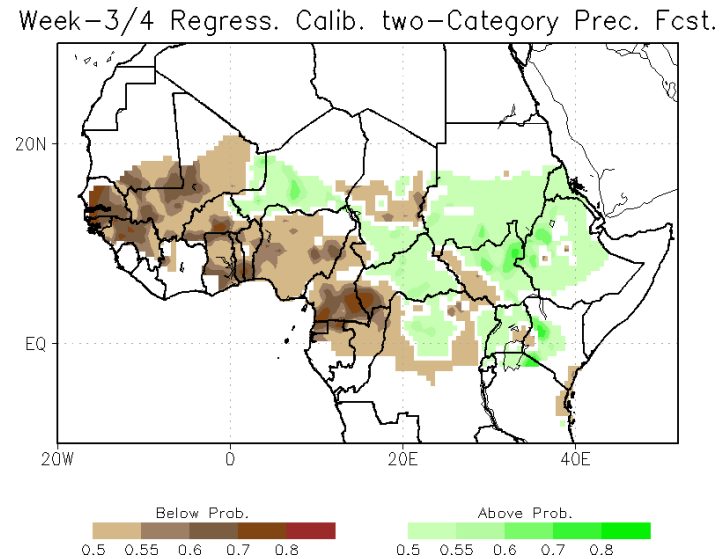 Week-3/4 Regress. Calib. two-Category Prec. Fcst.
20N
EQ
20W 0 20E 40E
Below Prob. Above Prob.
0.5 0.55 0.6 0.7 0.8 0.5 0.55 0.6 0.7 0.8